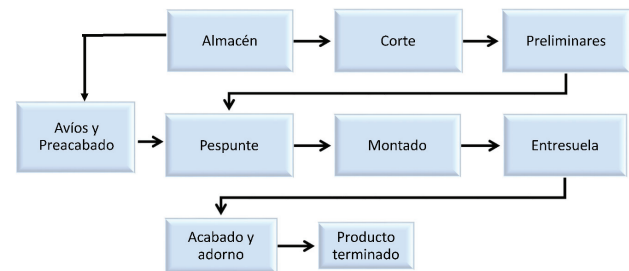 Almacén
Corte
Preliminares
Avíos y
Preacabado
Pespunte
Montado
Entresuela
Acabado y
adorno
Producto
terminado